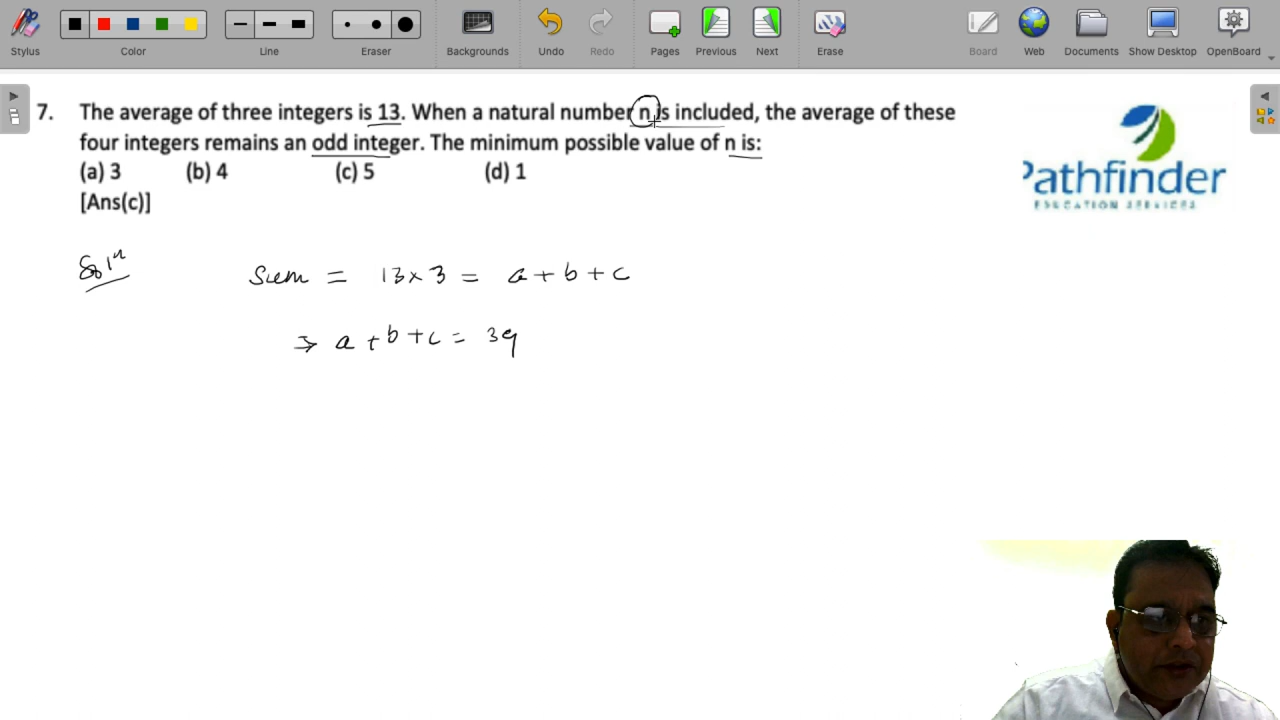 Stylus
Color
Line
Eraser
Backgrounds
Undo
Redo
Pages
Previous
Next
Erase
Board
Web
Documents
Show Desktop
OpenBoard
7. The average of three integers is 13. When a natural number n is included, the average of these
four integers remains an odd integer. The minimum possible value of n is:
(a) 3 (b) 4 (c) 5 (d) 1
[Ans(c)]
Pathfinder
EDUCATION SERVICES
Sol^n
Sum = 13 × 3 = a + b + c
⇒ a + b + c = 39